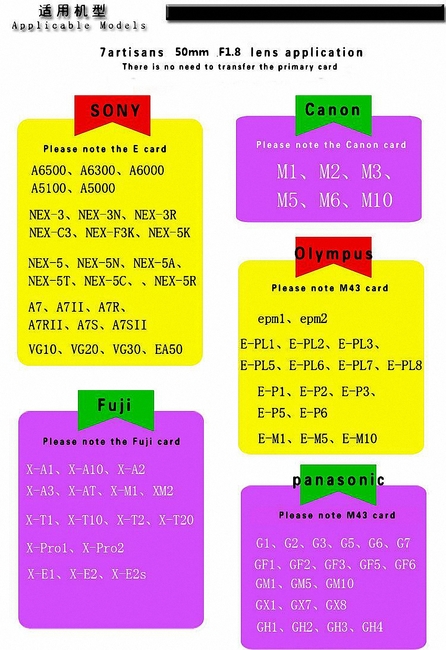 适用机型
Applicable Models
7artisans 50mm F1.8 lens application
There is no need to transfer the primary card
SONY
Please note the E card
A6500、A6300、A6000
A5100、A5000
NEX-3、NEX-3N、NEX-3R
NEX-C3、NEX-F3K、NEX-5K
NEX-5、NEX-5N、NEX-5A、
NEX-5T、NEX-5C、、NEX-5R
A7、A7II、A7R、
A7RII、A7S、A7SII
VG10、VG20、VG30、EA50
Canon
Please note the Canon card
M1、M2、M3、
M5、M6、M10
Olympus
Please note M43 card
epm1、epm2
E-PL1、E-PL2、E-PL3、
E-PL5、E-PL6、E-PL7、E-PL8
E-P1、E-P2、E-P3、
E-P5、E-P6
E-M1、E-M5、E-M10
Fuji
Please note the Fuji card
X-A1、X-A10、X-A2
X-A3、X-AT、X-M1、XM2
X-T1、X-T10、X-T2、X-T20
X-Pro1、X-Pro2
X-E1、X-E2、X-E2s
panasonic
Please note M43 card
G1、G2、G3、G5、G6、G7
GF1、GF2、GF3、GF5、GF6
GM1、GM5、GM10
GX1、GX7、GX8
GH1、GH2、GH3、GH4